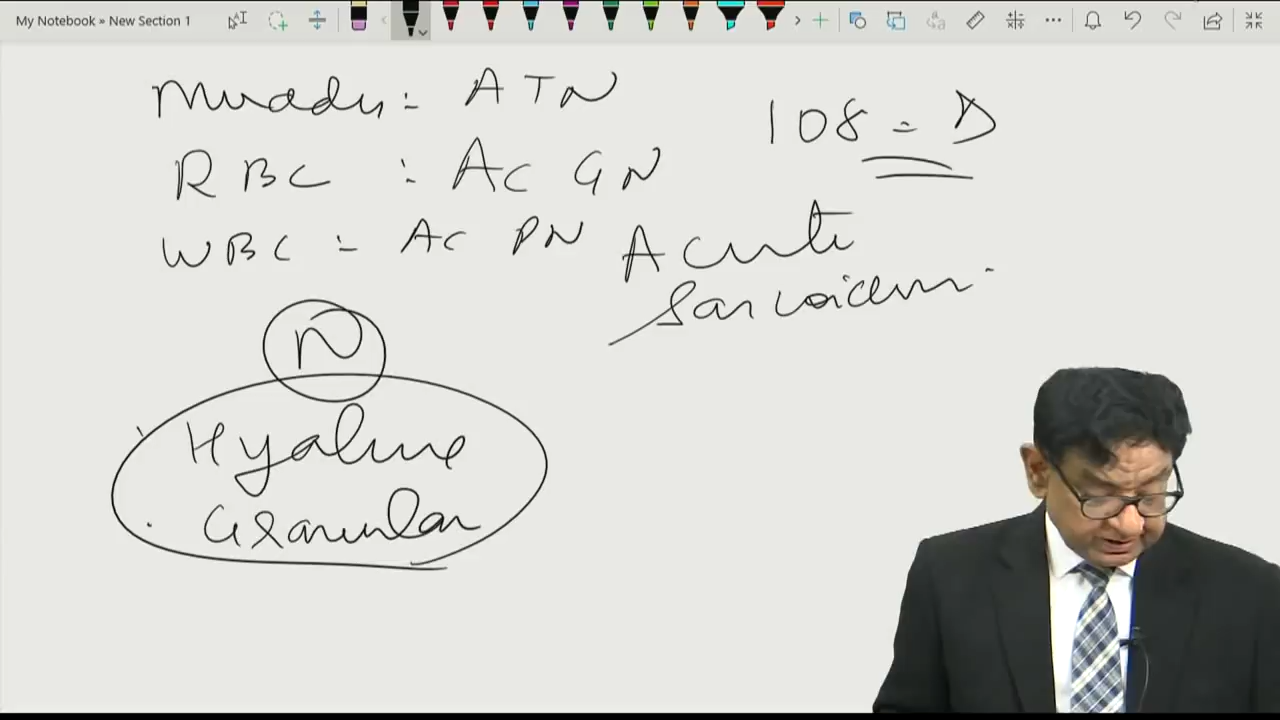 My Notebook » New Section 1
Muddy : ATN
RBC : AC GN
WBC = AC PN
108 = D
Acute
Sarcoidosis
N
Hyaline
Granular